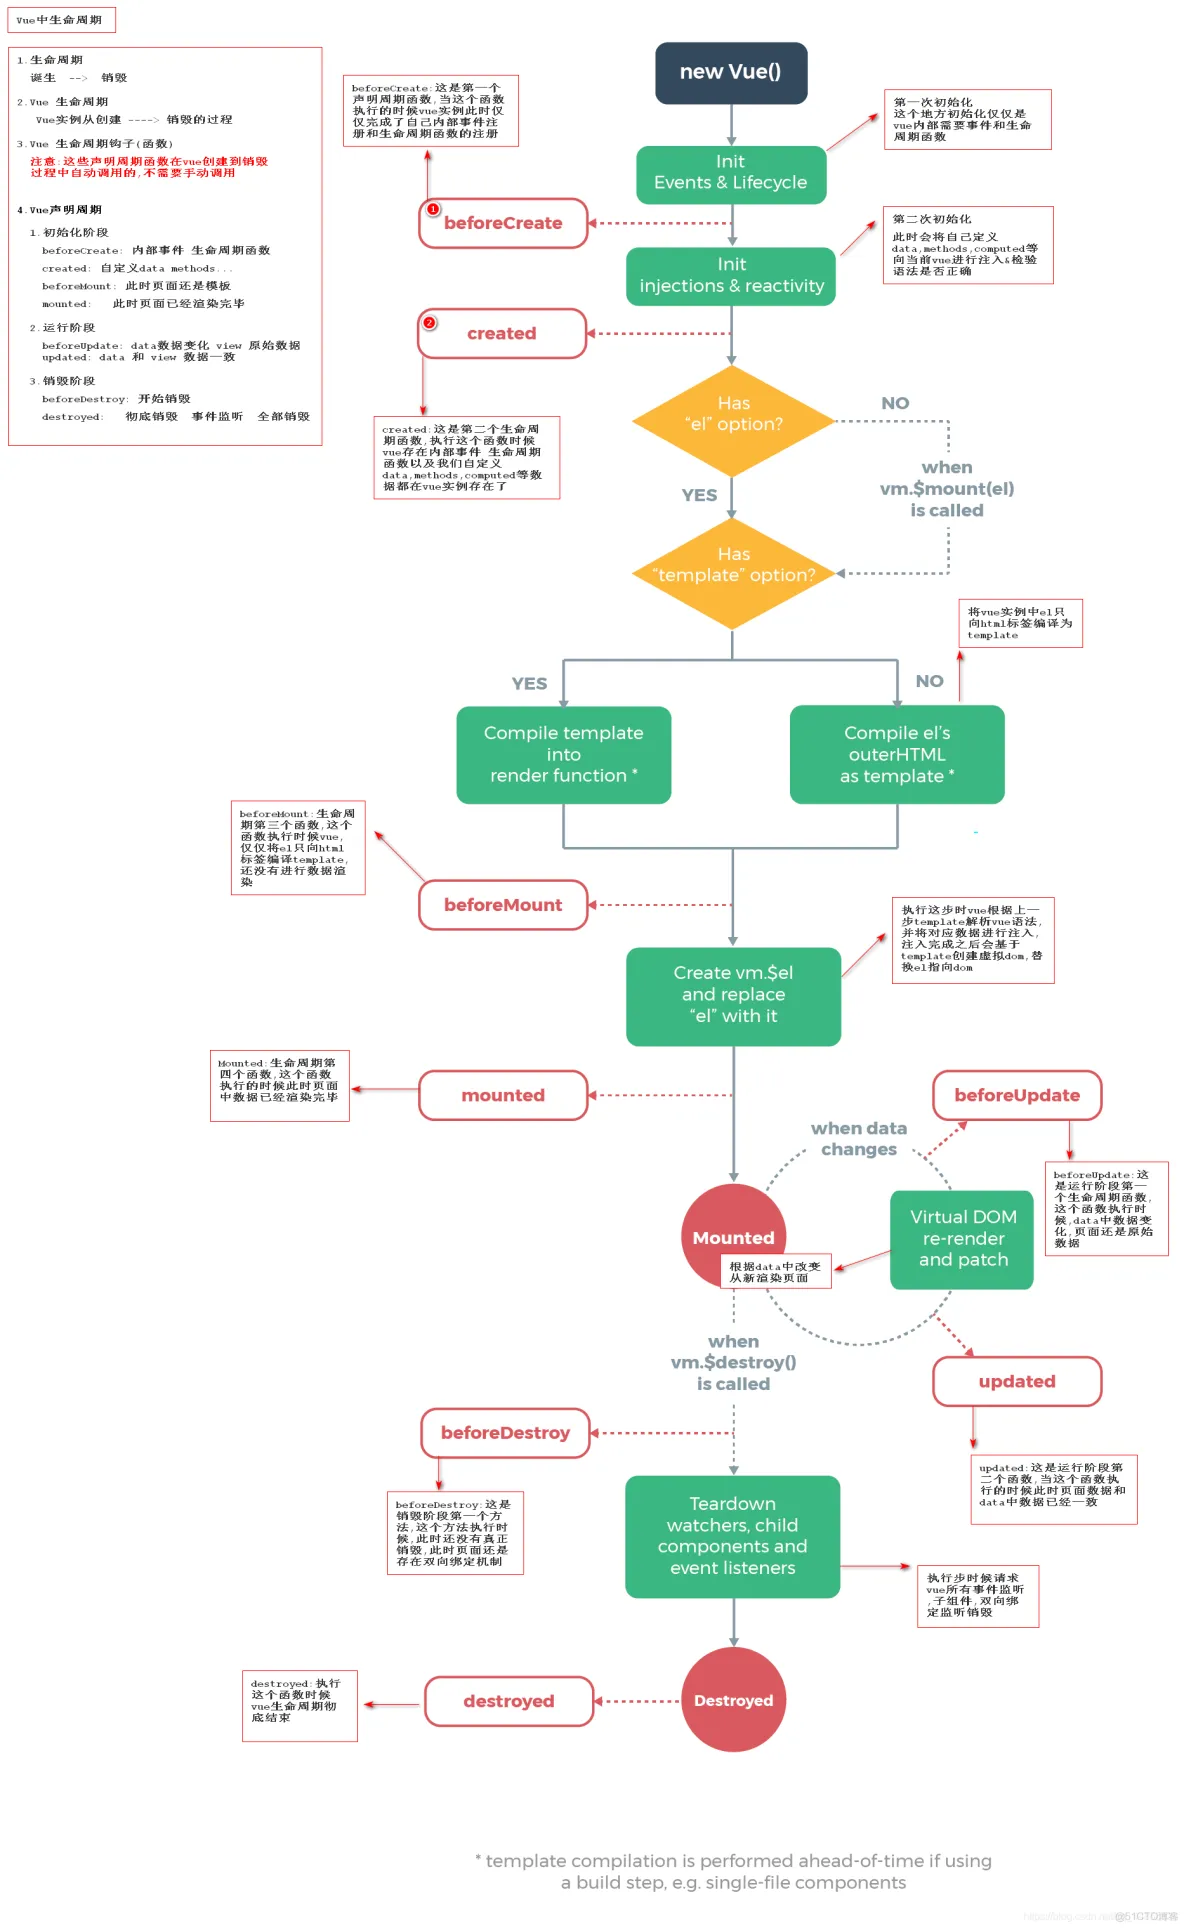 Vue中生命周期
1.生命周期
诞生 --> 销毁
2.Vue 生命周期
Vue实例从创建 ----> 销毁的过程
3.Vue 生命周期钩子(函数)
注意:这些声明周期函数在vue创建到销毁
过程中自动调用的,不需要手动调用
4.Vue声明周期
1.初始化阶段
beforeCreate: 内部事件 生命周期函数
created: 自定义data methods...
beforeMount: 此时页面还是模板
mounted: 此时页面已经渲染完毕
2.运行阶段
beforeUpdate: data数据变化 view 原始数据
updated: data 和 view 数据一致
3.销毁阶段
beforeDestroy: 开始销毁
destroyed: 彻底销毁 事件监听 全部销毁
new Vue()
beforeCreate:这是第一个
声明周期函数,当这个函数
执行的时候vue实例此时仅
仅完成了自己内部事件注
册和生命周期函数的注册
第一次初始化
这个地方初始化仅仅是
vue内部需要事件和生命
周期函数
Init
Events & Lifecycle
1
beforeCreate
第二次初始化
此时会将自己定义
data,methods,computed等
向当前vue进行注入&检验
语法是否正确
Init
injections & reactivity
2
created
created:这是第二个生命周
期函数,执行这个函数时候
vue存在内部事件 生命周期
函数以及我们自定义
data,methods,computed等数
据都在vue实例存在了
Has
“el” option?
NO
when
vm.$mount(el)
is called
YES
Has
“template” option?
将vue实例中el只
向html标签编译为
template
YES
NO
Compile template
into
render function *
Compile el’s
outerHTML
as template *
beforeMount:生命周
期第三个函数,这个
函数执行时候vue,
仅仅将el只向html
标签编译template,
还没有进行数据渲
染
beforeMount
执行这步时vue根据上一
步template解析vue语法,
并将对应数据进行注入,
注入完成之后会基于
template创建虚拟dom,替
换el指向dom
Create vm.$el
and replace
“el” with it
Mounted:生命周期第
四个函数,这个函数
执行的时候此时页面
中数据已经渲染完毕
mounted
beforeUpdate
when data
changes
beforeUpdate:这
是运行阶段第一
个生命周期函数,
这个函数执行时
候,data中数据变
化,页面还是原始
数据
Mounted
Virtual DOM
re-render
and patch
根据data中改变
从新渲染页面
when
vm.$destroy()
is called
updated
beforeDestroy
updated:这是运行阶段第
二个函数,当这个函数执
行的时候此时页面数据和
data中数据已经一致
beforeDestroy:这是
销毁阶段第一个方
法,这个方法执行时
候,此时还没有真正
销毁,此时页面还是
存在双向绑定机制
Teardown
watchers, child
components and
event listeners
执行步时候请求
vue所有事件监听
,子组件,双向绑
定监听销毁
destroyed:执行
这个函数时候
vue生命周期彻
底结束
destroyed
Destroyed
* template compilation is performed ahead-of-time if using
a build step, e.g. single-file components
@51CTO博客